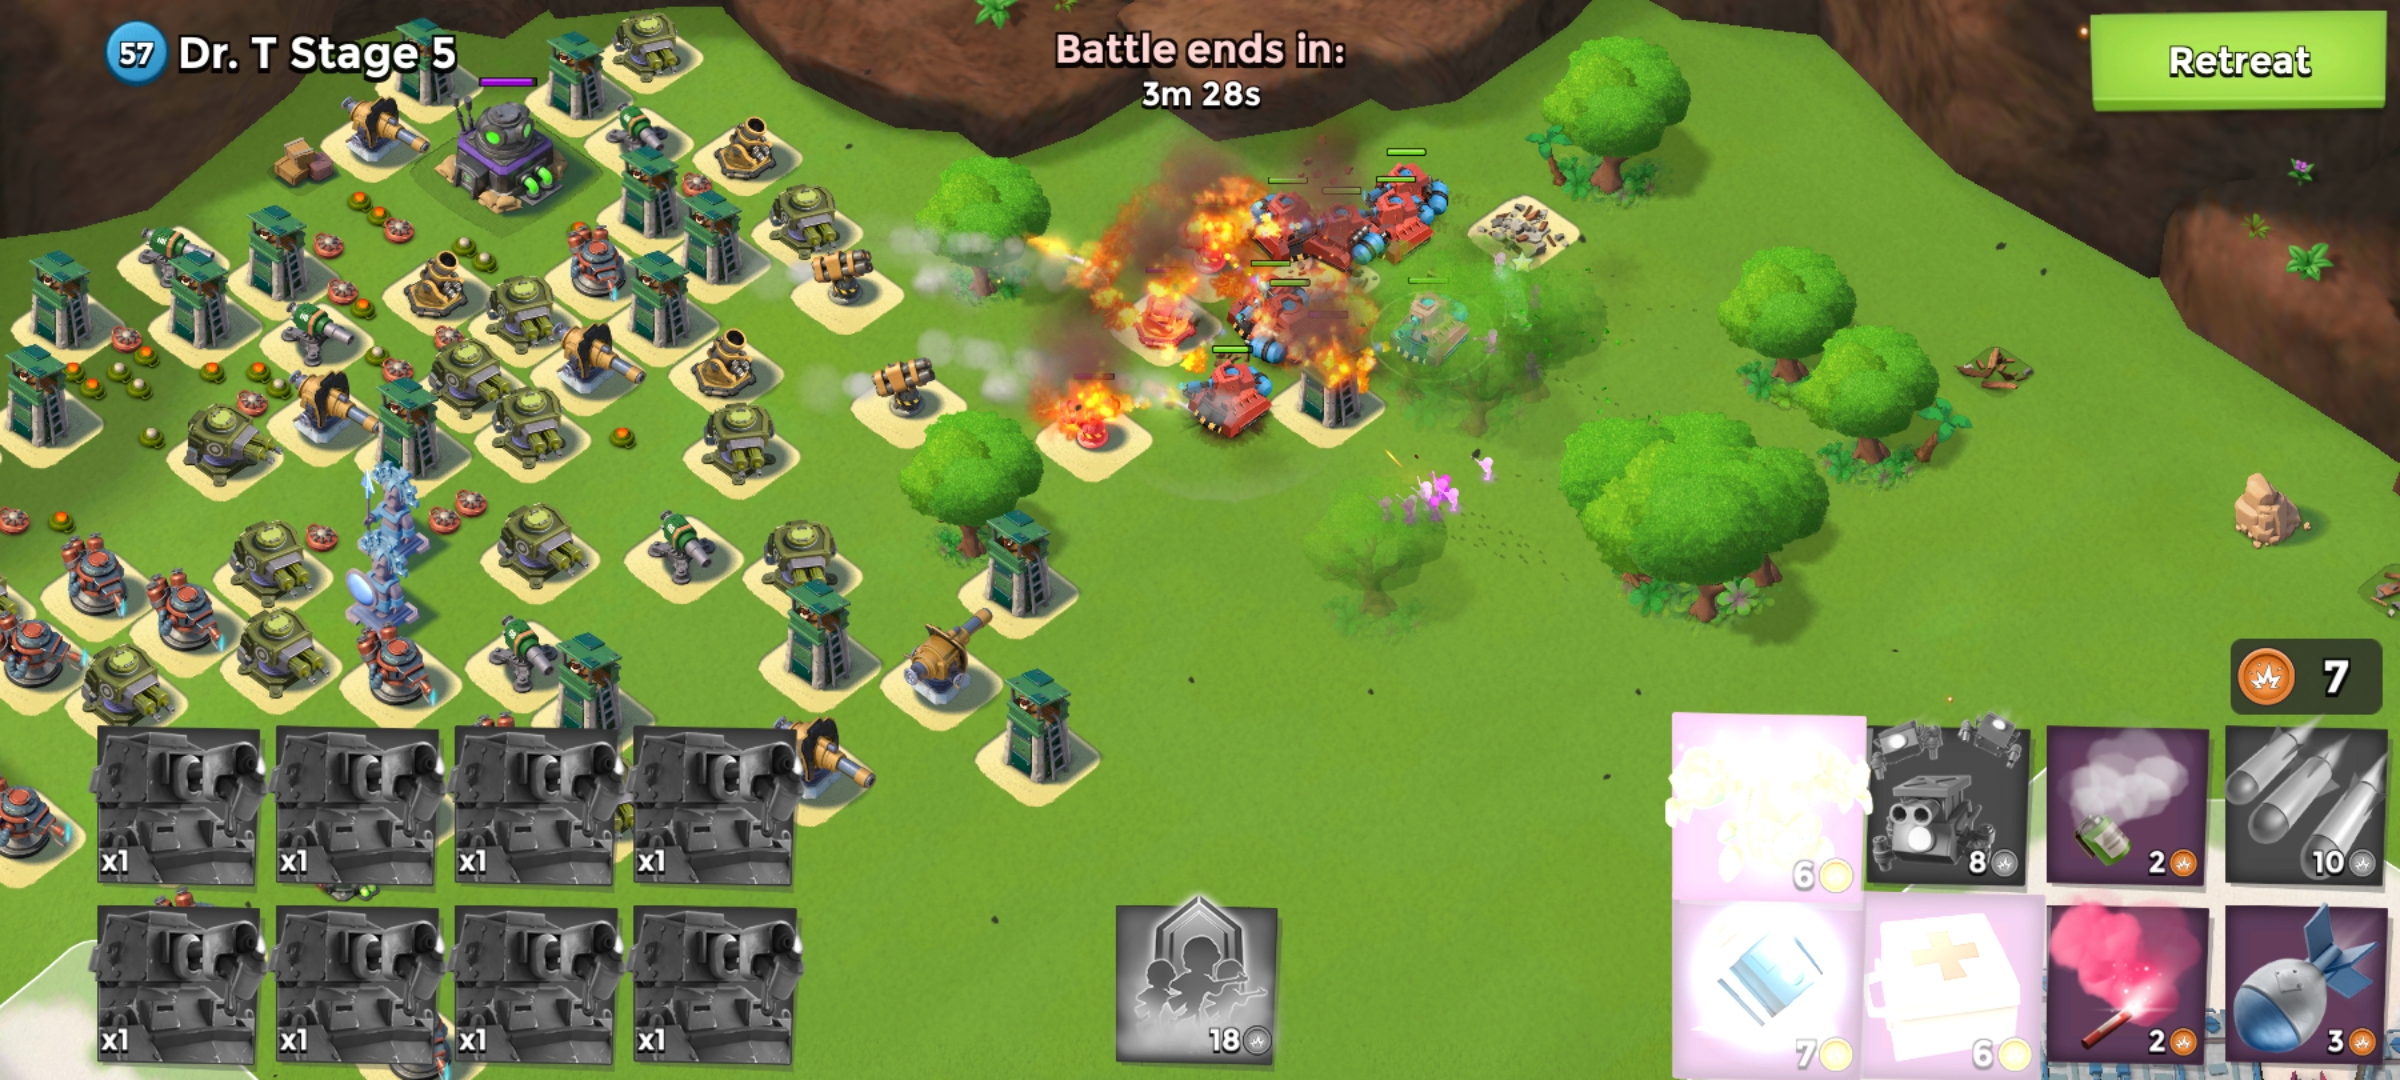 57 Dr. T Stage 5
Battle ends in:
3m 28s
Retreat
7
x1 x1 x1 x1
6 8 2 10
x1 x1 x1 x1
18
7 6 2 3